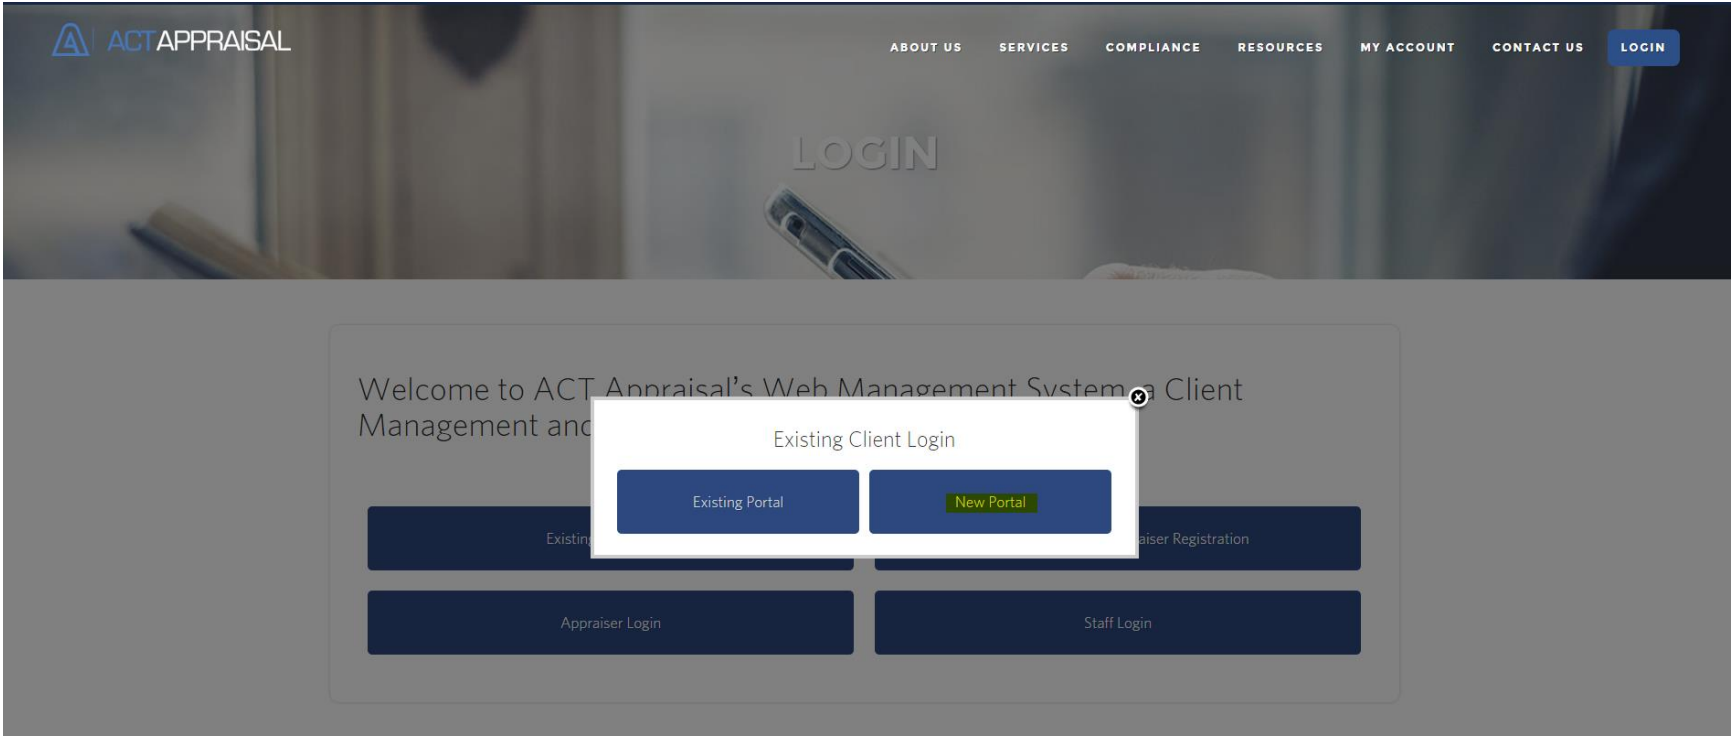 ACTAPPRAISAL
ABOUT US SERVICES COMPLIANCE RESOURCES MY ACCOUNT CONTACT US LOGIN
LOGIN
Welcome to ACT Appraisal's Web Management System a Client
Management and
Existing Client Login
Existing Portal New Portal
Registration
Appraiser Login Staff Login